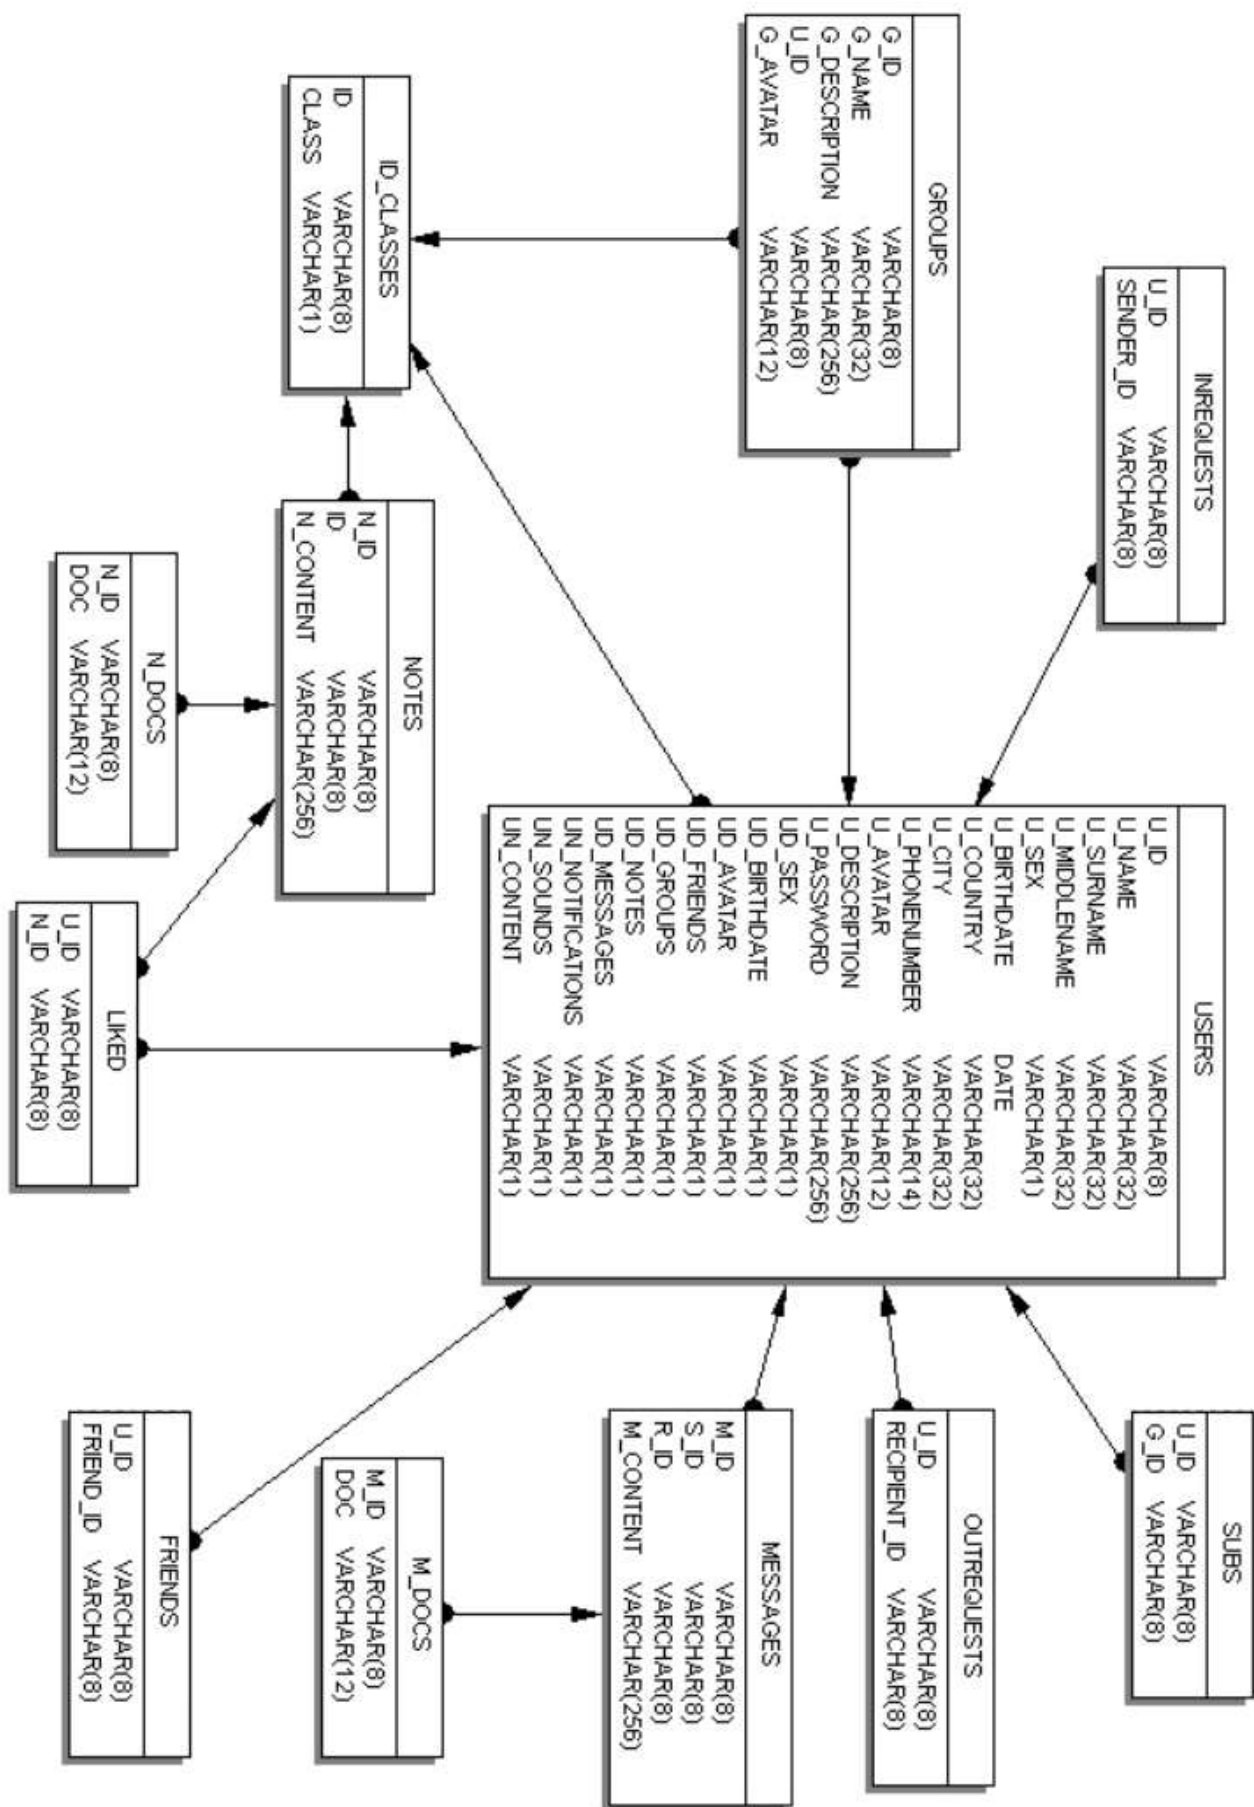 GROUPS
G_ID VARCHAR(8)
G_NAME VARCHAR(32)
G_DESCRIPTION VARCHAR(256)
U_ID VARCHAR(8)
G_AVATAR VARCHAR(12)
INREQUESTS
U_ID VARCHAR(8)
SENDER_ID VARCHAR(8)
ID_CLASSES
ID VARCHAR(8)
CLASS VARCHAR(1)
NOTES
N_ID VARCHAR(8)
ID VARCHAR(8)
N_CONTENT VARCHAR(256)
N_DOCS
N_ID VARCHAR(8)
DOC VARCHAR(12)
USERS
U_ID VARCHAR(8)
U_NAME VARCHAR(32)
U_SURNAME VARCHAR(32)
U_MIDDLENAME VARCHAR(32)
U_SEX VARCHAR(1)
U_BIRTHDATE DATE
U_COUNTRY VARCHAR(32)
U_CITY VARCHAR(32)
U_PHONENUMBER VARCHAR(14)
U_AVATAR VARCHAR(12)
U_DESCRIPTION VARCHAR(256)
U_PASSWORD VARCHAR(256)
UD_SEX VARCHAR(1)
UD_BIRTHDATE VARCHAR(1)
UD_AVATAR VARCHAR(1)
UD_FRIENDS VARCHAR(1)
UD_GROUPS VARCHAR(1)
UD_NOTES VARCHAR(1)
UD_MESSAGES VARCHAR(1)
UN_NOTIFICATIONS VARCHAR(1)
UN_SOUNDS VARCHAR(1)
UN_CONTENT VARCHAR(1)
LIKED
U_ID VARCHAR(8)
N_ID VARCHAR(8)
SUBS
U_ID VARCHAR(8)
G_ID VARCHAR(8)
OUTREQUESTS
U_ID VARCHAR(8)
RECIPIENT_ID VARCHAR(8)
MESSAGES
M_ID VARCHAR(8)
S_ID VARCHAR(8)
R_ID VARCHAR(8)
M_CONTENT VARCHAR(256)
M_DOCS
M_ID VARCHAR(8)
DOC VARCHAR(12)
FRIENDS
U_ID VARCHAR(8)
FRIEND_ID VARCHAR(8)